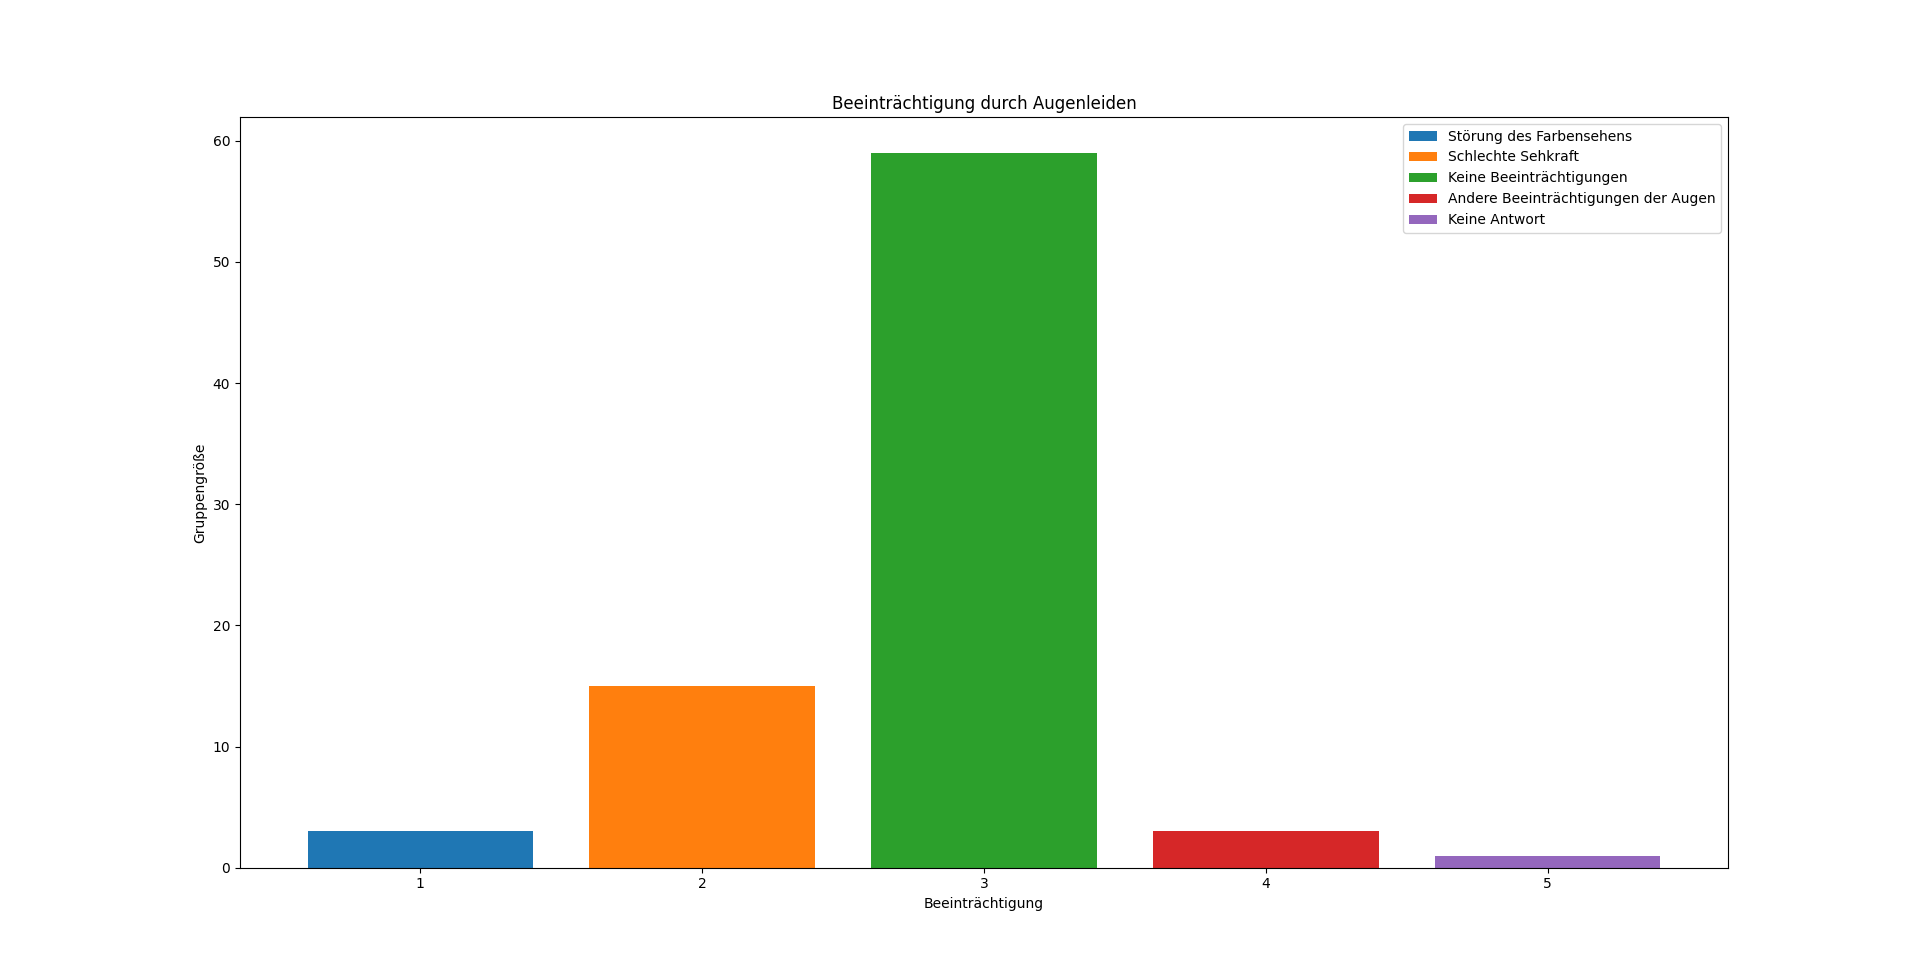 Beeinträchtigung durch Augenleiden
Störung des Farbensehens
Schlechte Sehkraft
Keine Beeinträchtigungen
Andere Beeinträchtigungen der Augen
Keine Antwort
60
50
40
30
20
10
0
Gruppengröße
1 2 3 4 5
Beeinträchtigung